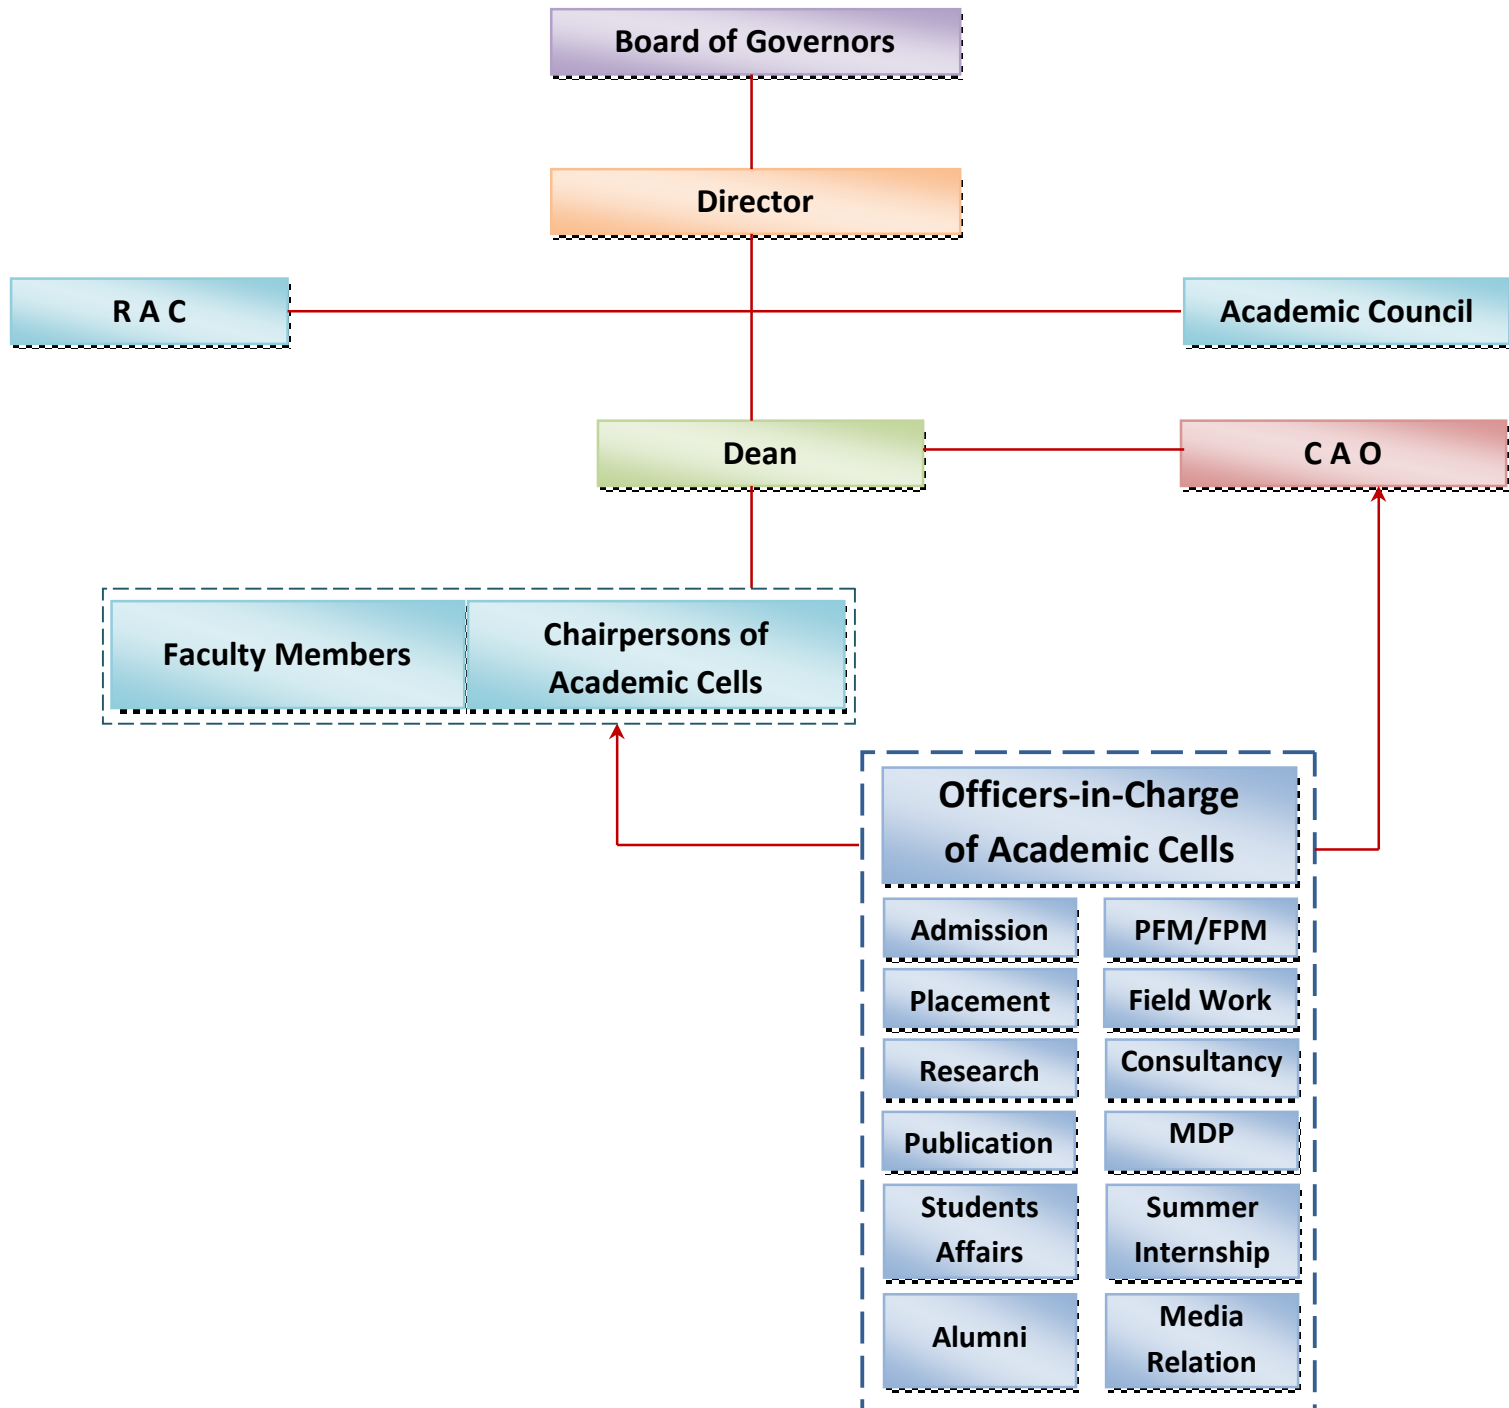 Board of Governors
Director
R A C
Academic Council
Dean
C A O
Faculty Members
Chairpersons of
Academic Cells
Officers-in-Charge
of Academic Cells
Admission
PFM/FPM
Placement
Field Work
Research
Consultancy
Publication
MDP
Students
Affairs
Summer
Internship
Alumni
Media
Relation